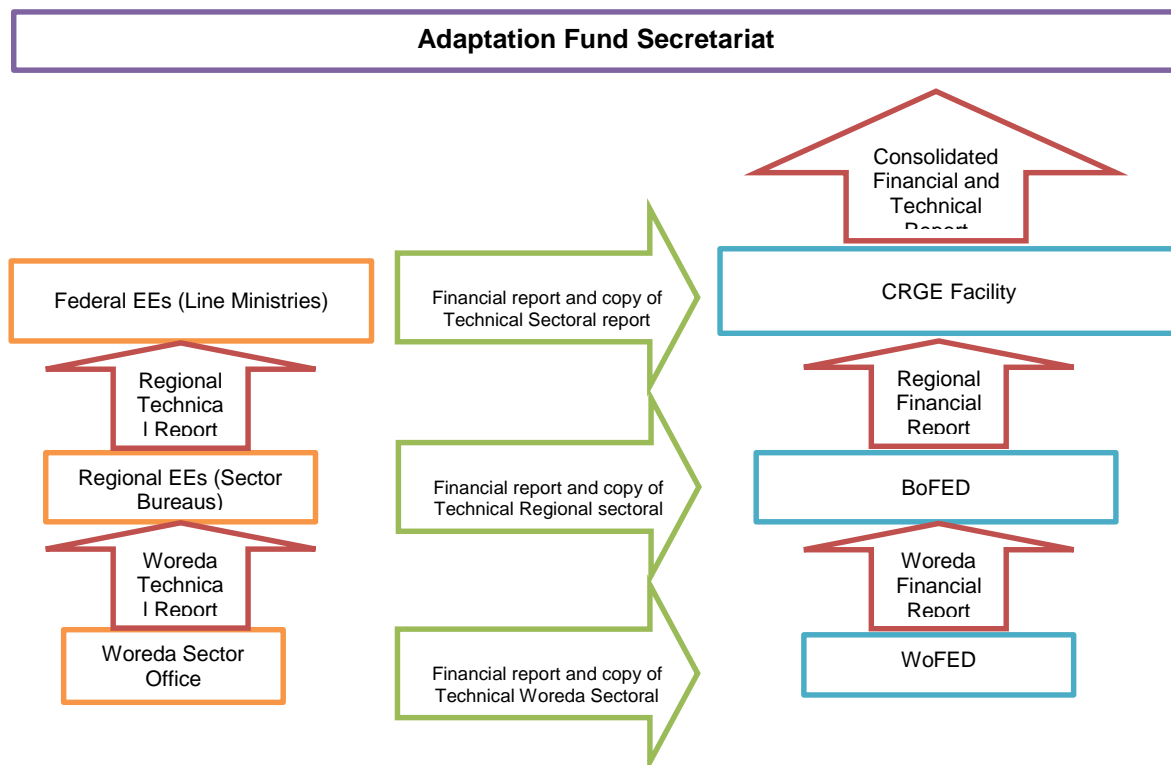 Adaptation Fund Secretariat
Consolidated
Financial and
Technical
Report
Federal EEs (Line Ministries)
Financial report and copy of
Technical Sectoral report
CRGE Facility
Regional
Technica
l Report
Regional
Financial
Report
Regional EEs (Sector
Bureaus)
Financial report and copy of
Technical Regional sectoral
BoFED
Woreda
Technica
l Report
Woreda
Financial
Report
Woreda Sector
Office
Financial report and copy of
Technical Woreda Sectoral
WoFED